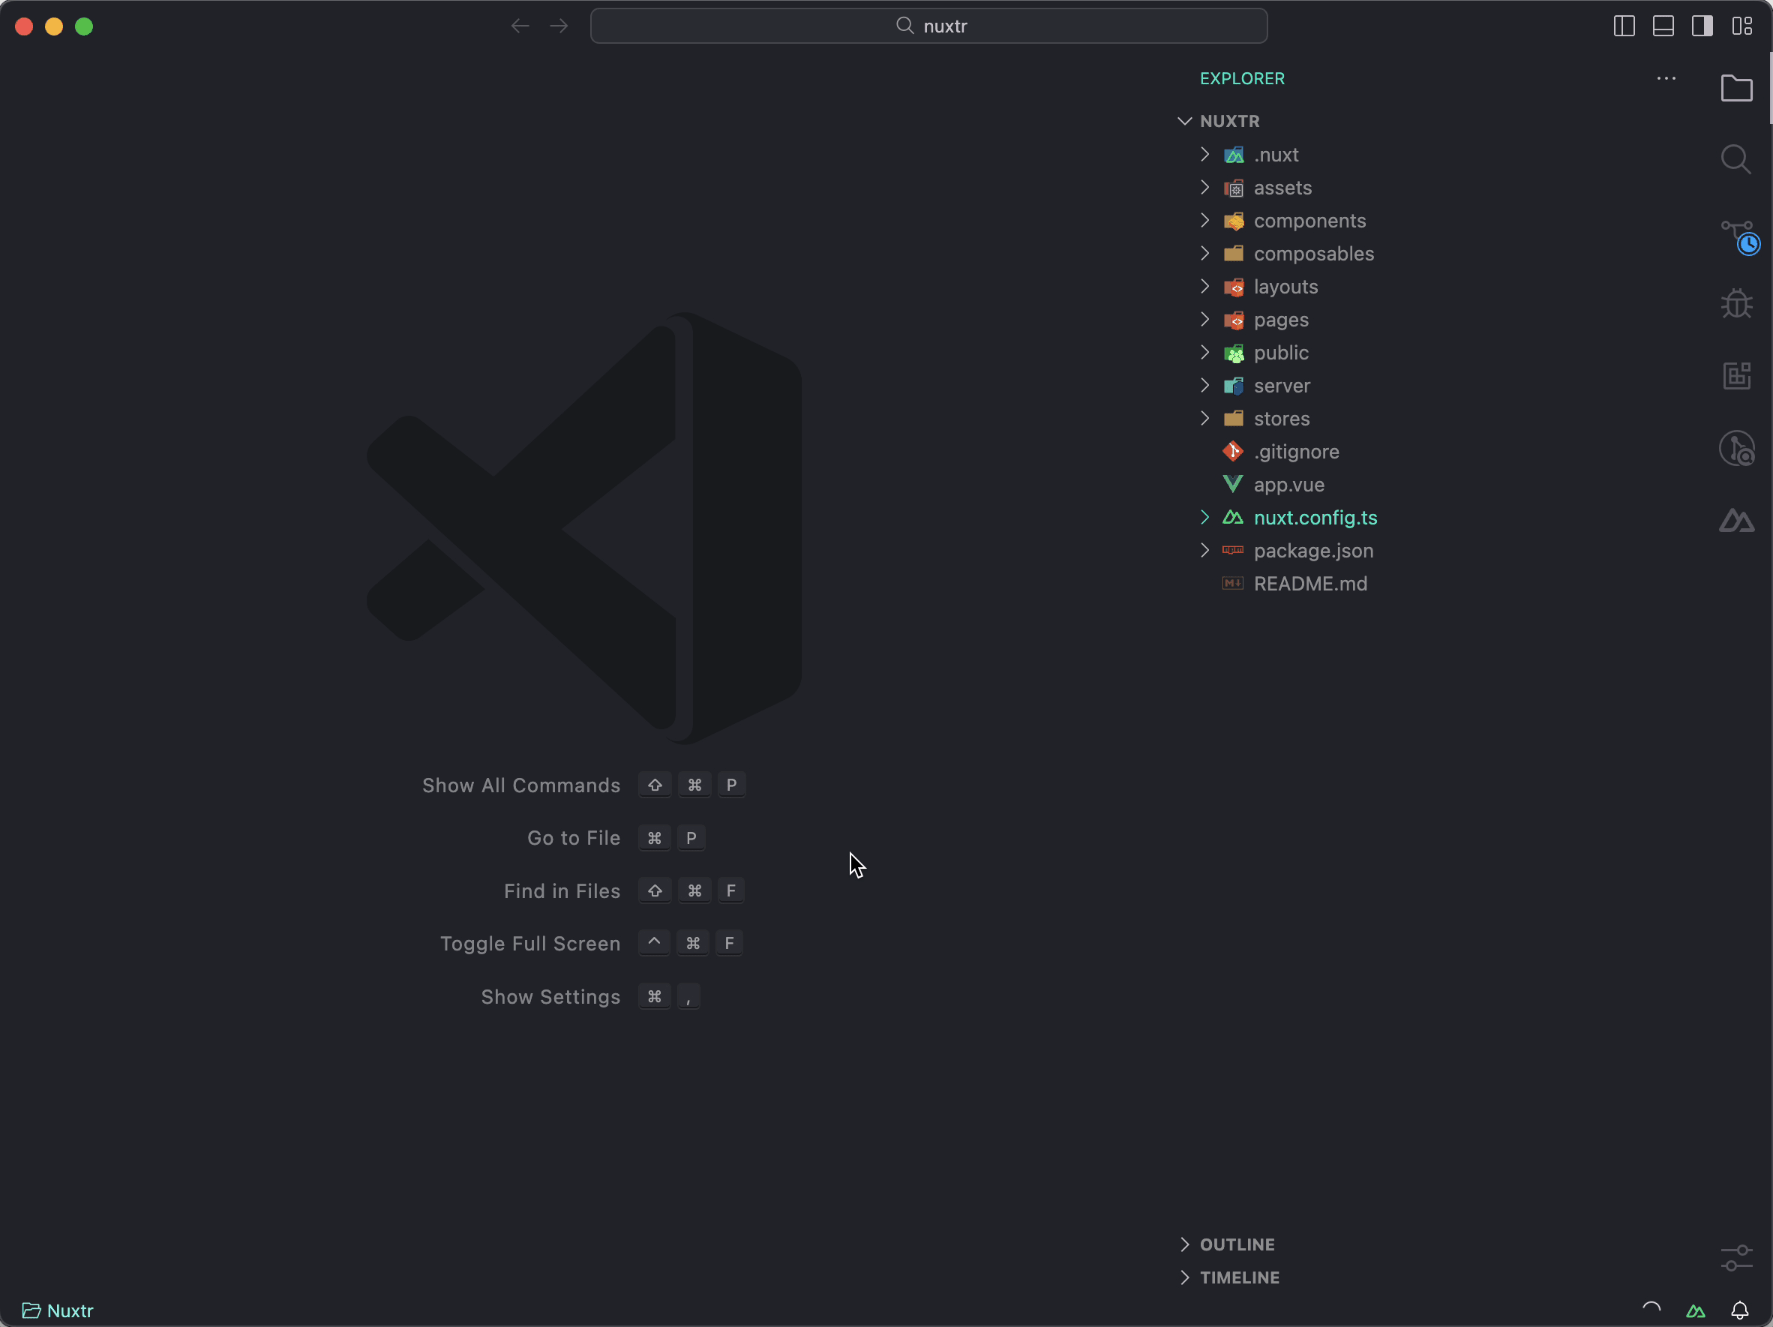 nuxtr
EXPLORER
NUXTR
.nuxt
assets
components
composables
layouts
pages
public
server
stores
.gitignore
app.vue
nuxt.config.ts
package.json
README.md
Show All Commands ⇧ ⌘ P
Go to File ⌘ P
Find in Files ⇧ ⌘ F
Toggle Full Screen ^ ⌘ F
Show Settings ⌘ ,
OUTLINE
TIMELINE
Nuxtr